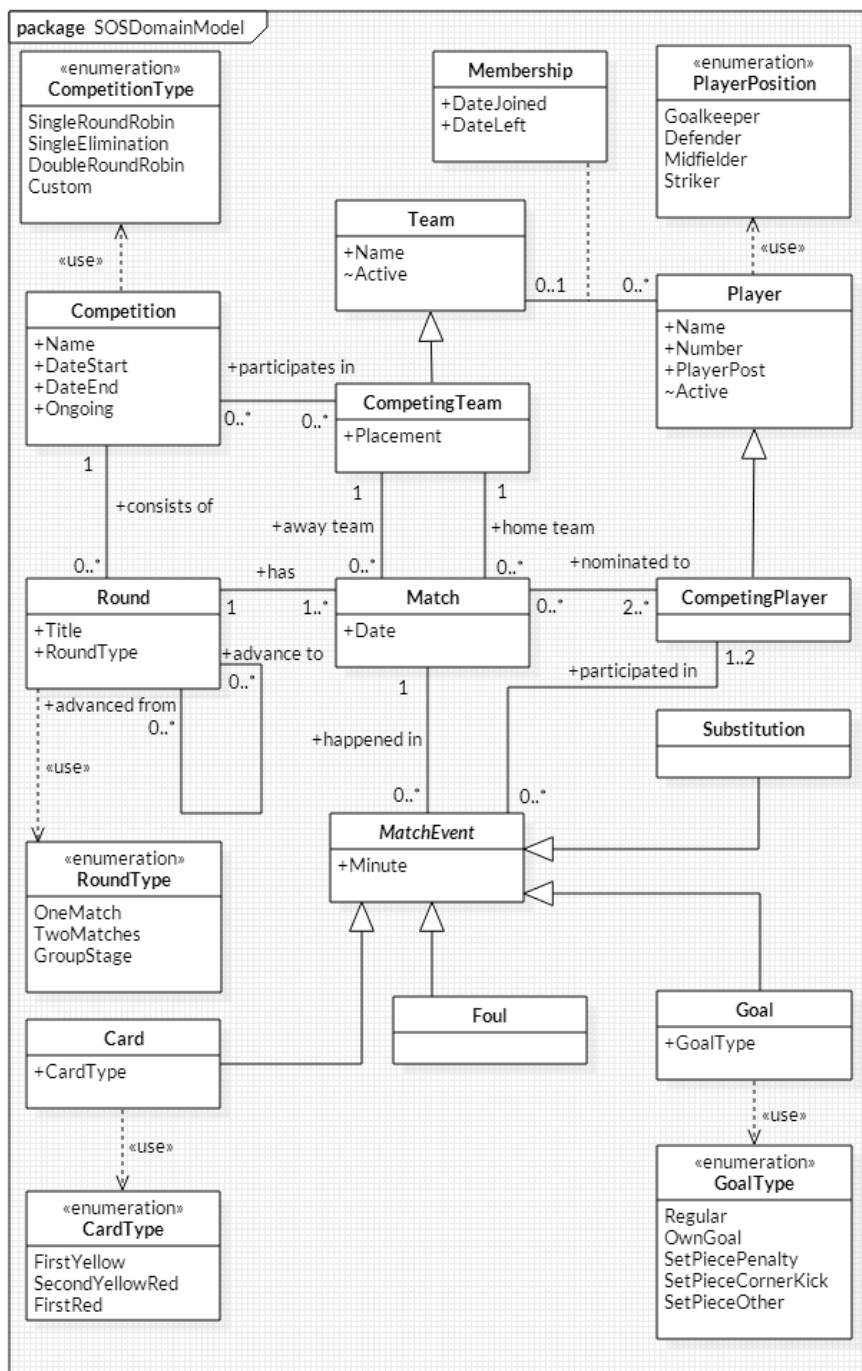 package SOSDomainModel
«enumeration»
CompetitionType
SingleRoundRobin
SingleElimination
DoubleRoundRobin
Custom
Membership
+DateJoined
+DateLeft
«enumeration»
PlayerPosition
Goalkeeper
Defender
Midfielder
Striker
«use»
Team
+Name
~Active
0..1
0..*
«use»
Competition
+Name
+DateStart
+DateEnd
+Ongoing
+participates in
0..*
0..*
CompetingTeam
+Placement
Player
+Name
+Number
+PlayerPost
~Active
1
+consists of
0..*
1
+away team
0..*
1
+home team
0..*
Round
+Title
+RoundType
+has
1
1..*
Match
+Date
+nominated to
0..*
2..*
CompetingPlayer
+advance to
0..*
+advanced from
0..*
«use»
1
+happened in
0..*
1..2
+participated in
0..*
Substitution
MatchEvent
+Minute
«enumeration»
RoundType
OneMatch
TwoMatches
GroupStage
Card
+CardType
Foul
Goal
+GoalType
«use»
«use»
«enumeration»
CardType
FirstYellow
SecondYellowRed
FirstRed
«enumeration»
GoalType
Regular
OwnGoal
SetPiecePenalty
SetPieceCornerKick
SetPieceOther